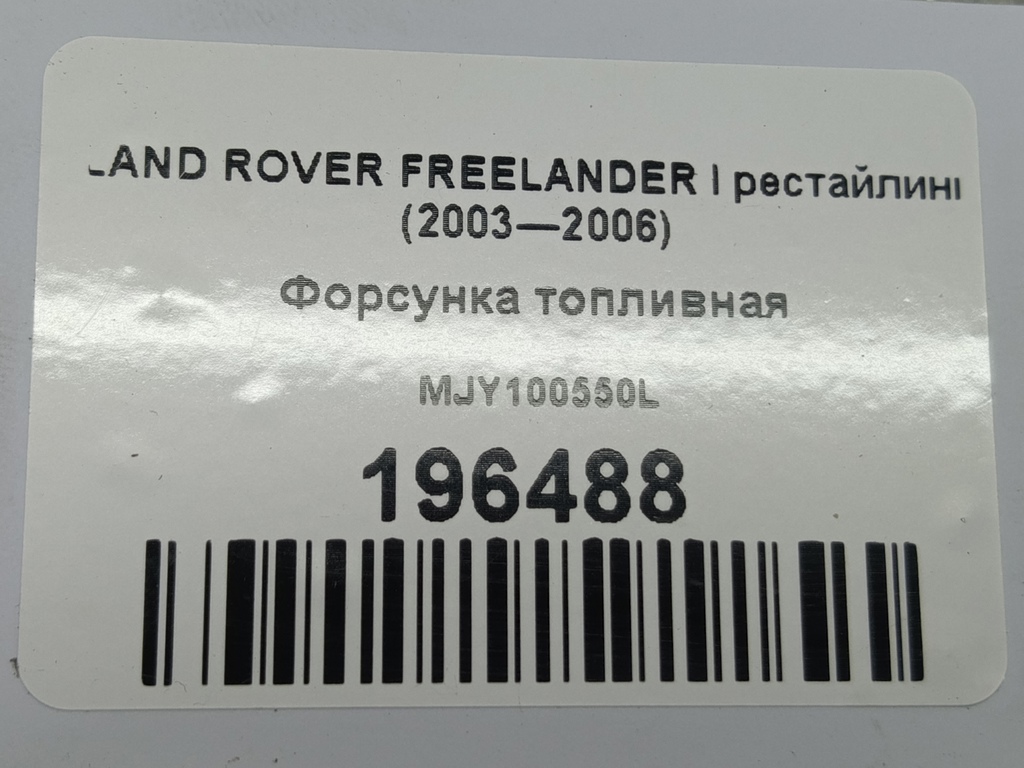 LAND ROVER FREELANDER I рестайлинг
(2003—2006)
Форсунка топливная
MJY100550L
196488